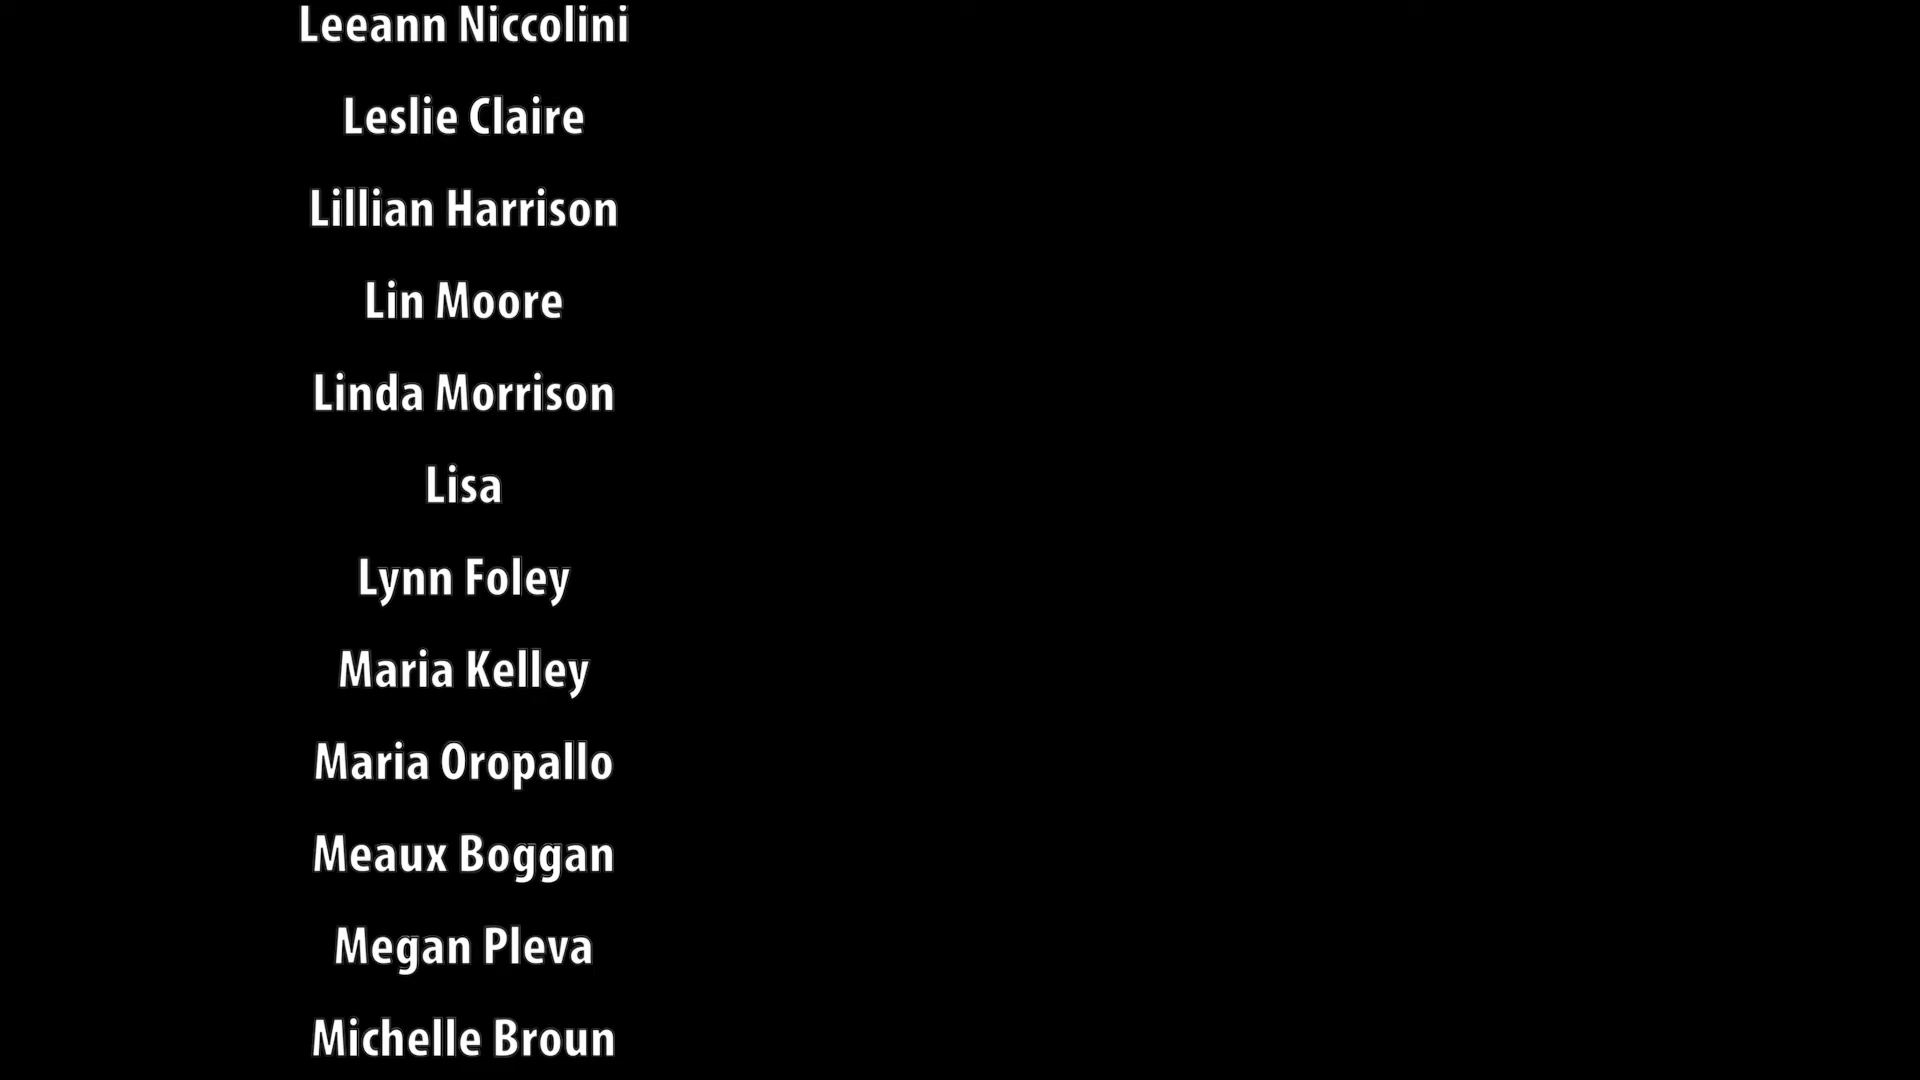 Leeann Niccolini
Leslie Claire
Lillian Harrison
Lin Moore
Linda Morrison
Lisa
Lynn Foley
Maria Kelley
Maria Oropallo
Meaux Boggan
Megan Pleva
Michelle Broun